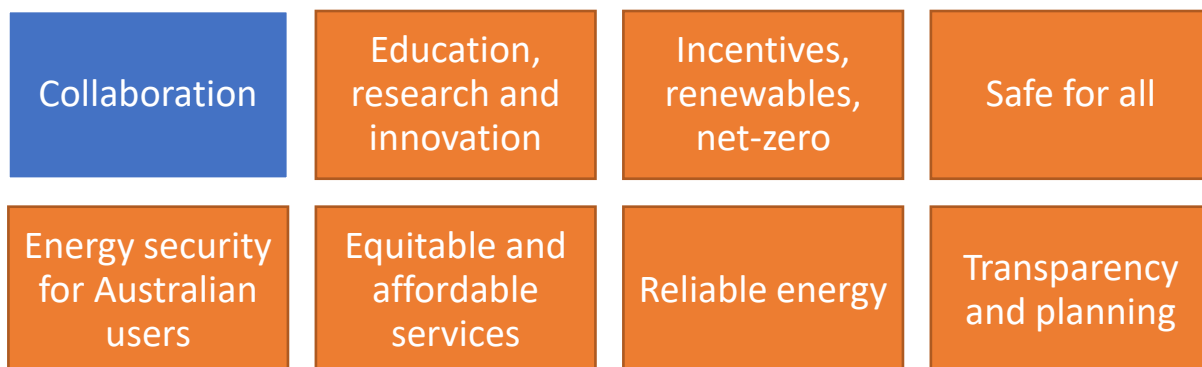 Collaboration
Education,
research and
innovation
Incentives,
renewables,
net-zero
Safe for all
Energy security
for Australian
users
Equitable and
affordable
services
Reliable energy
Transparency
and planning